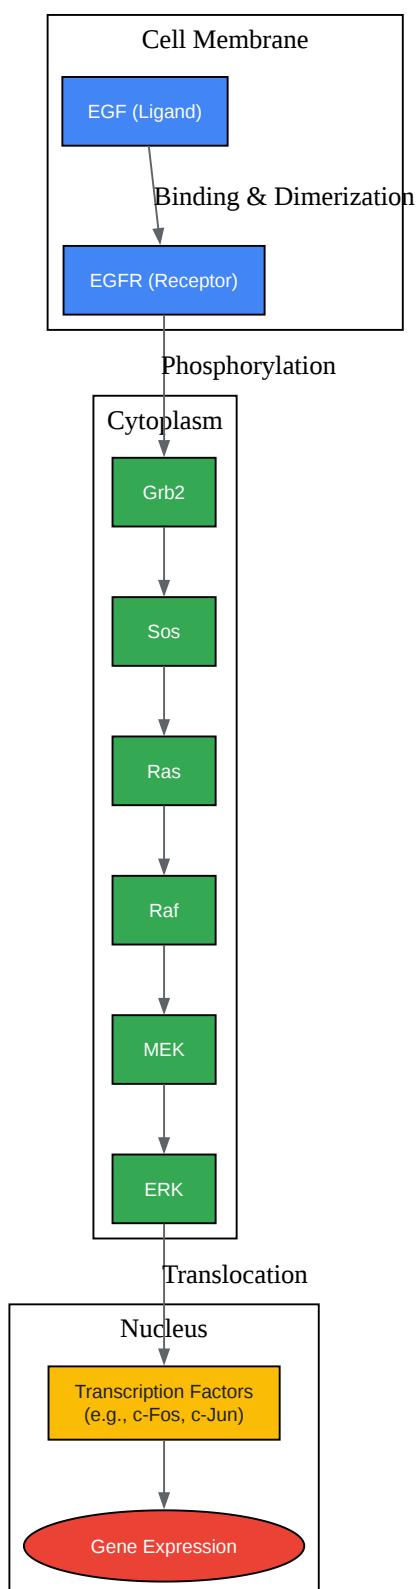 Cell Membrane
EGF (Ligand)
Binding & Dimerization
EGFR (Receptor)
Phosphorylation
Cytoplasm
Grb2
Sos
Ras
Raf
MEK
ERK
Translocation
Nucleus
Transcription Factors
(e.g., c-Fos, c-Jun)
Gene Expression